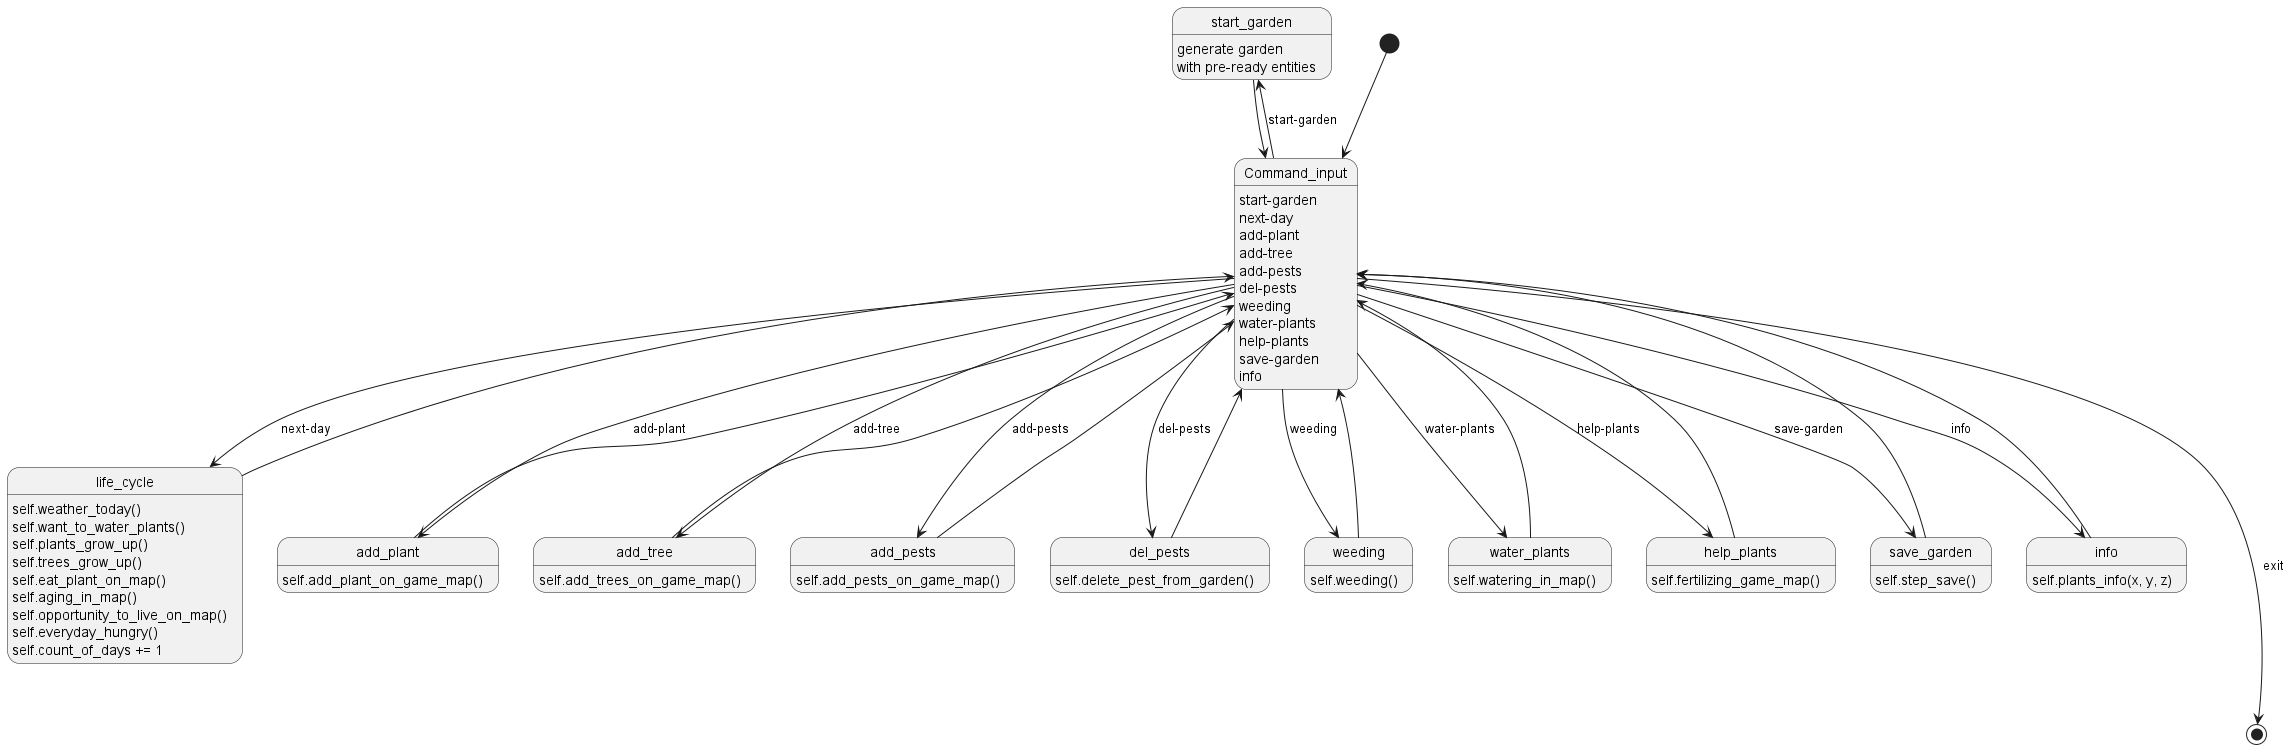 start_garden
generate garden
with pre-ready entities
start-garden
Command_input
start-garden
next-day
add-plant
add-tree
add-pests
del-pests
weeding
water-plants
help-plants
save-garden
info
next-day
add-plant
add-tree
add-pests
del-pests
weeding
water-plants
help-plants
save-garden
info
exit
life_cycle
self.weather_today()
self.want_to_water_plants()
self.plants_grow_up()
self.trees_grow_up()
self.eat_plant_on_map()
self.aging_in_map()
self.opportunity_to_live_on_map()
self.everyday_hungry()
self.count_of_days += 1
add_plant
self.add_plant_on_game_map()
add_tree
self.add_trees_on_game_map()
add_pests
self.add_pests_on_game_map()
del_pests
self.delete_pest_from_garden()
weeding
self.weeding()
water_plants
self.watering_in_map()
help_plants
self.fertilizing_game_map()
save_garden
self.step_save()
info
self.plants_info(x, y, z)